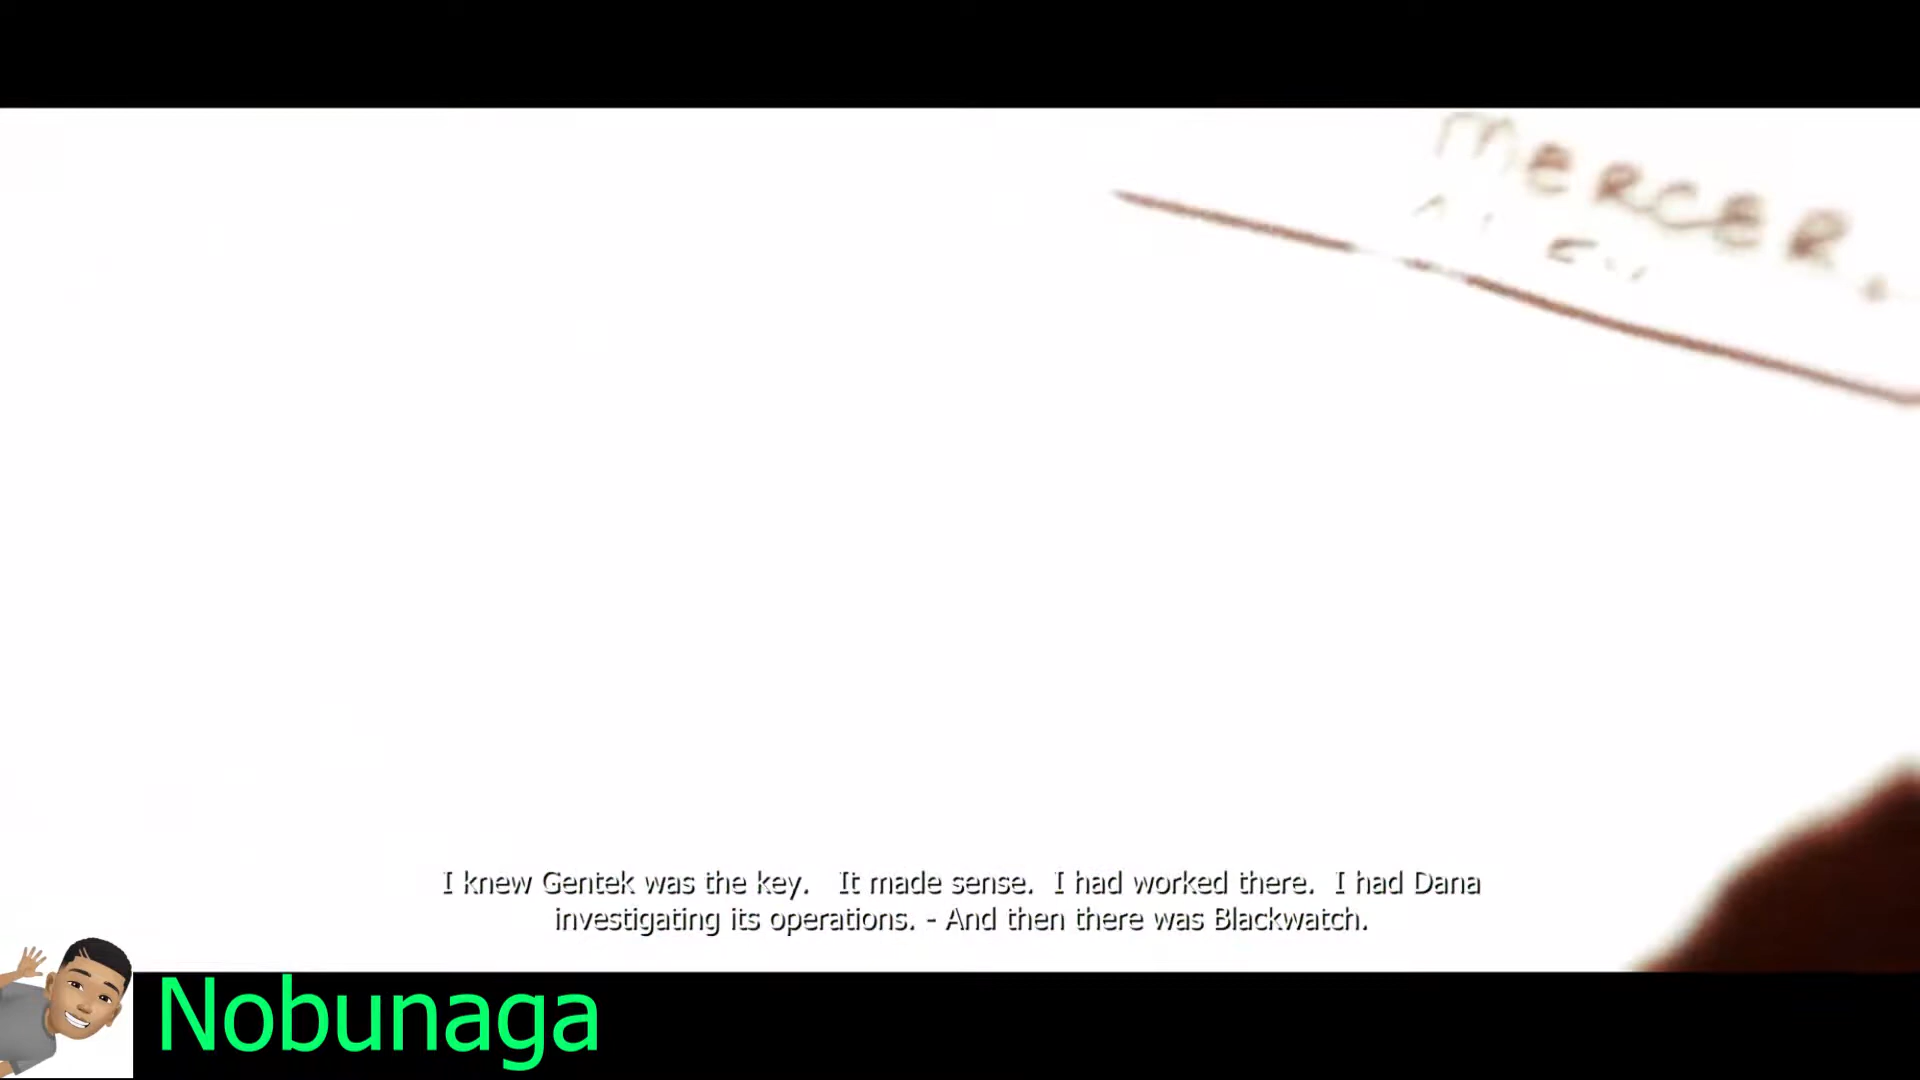 MERCER.
I knew Gentek was the key. It made sense. I had worked there. I had Dana
investigating its operations. - And then there was Blackwatch.
Nobunaga